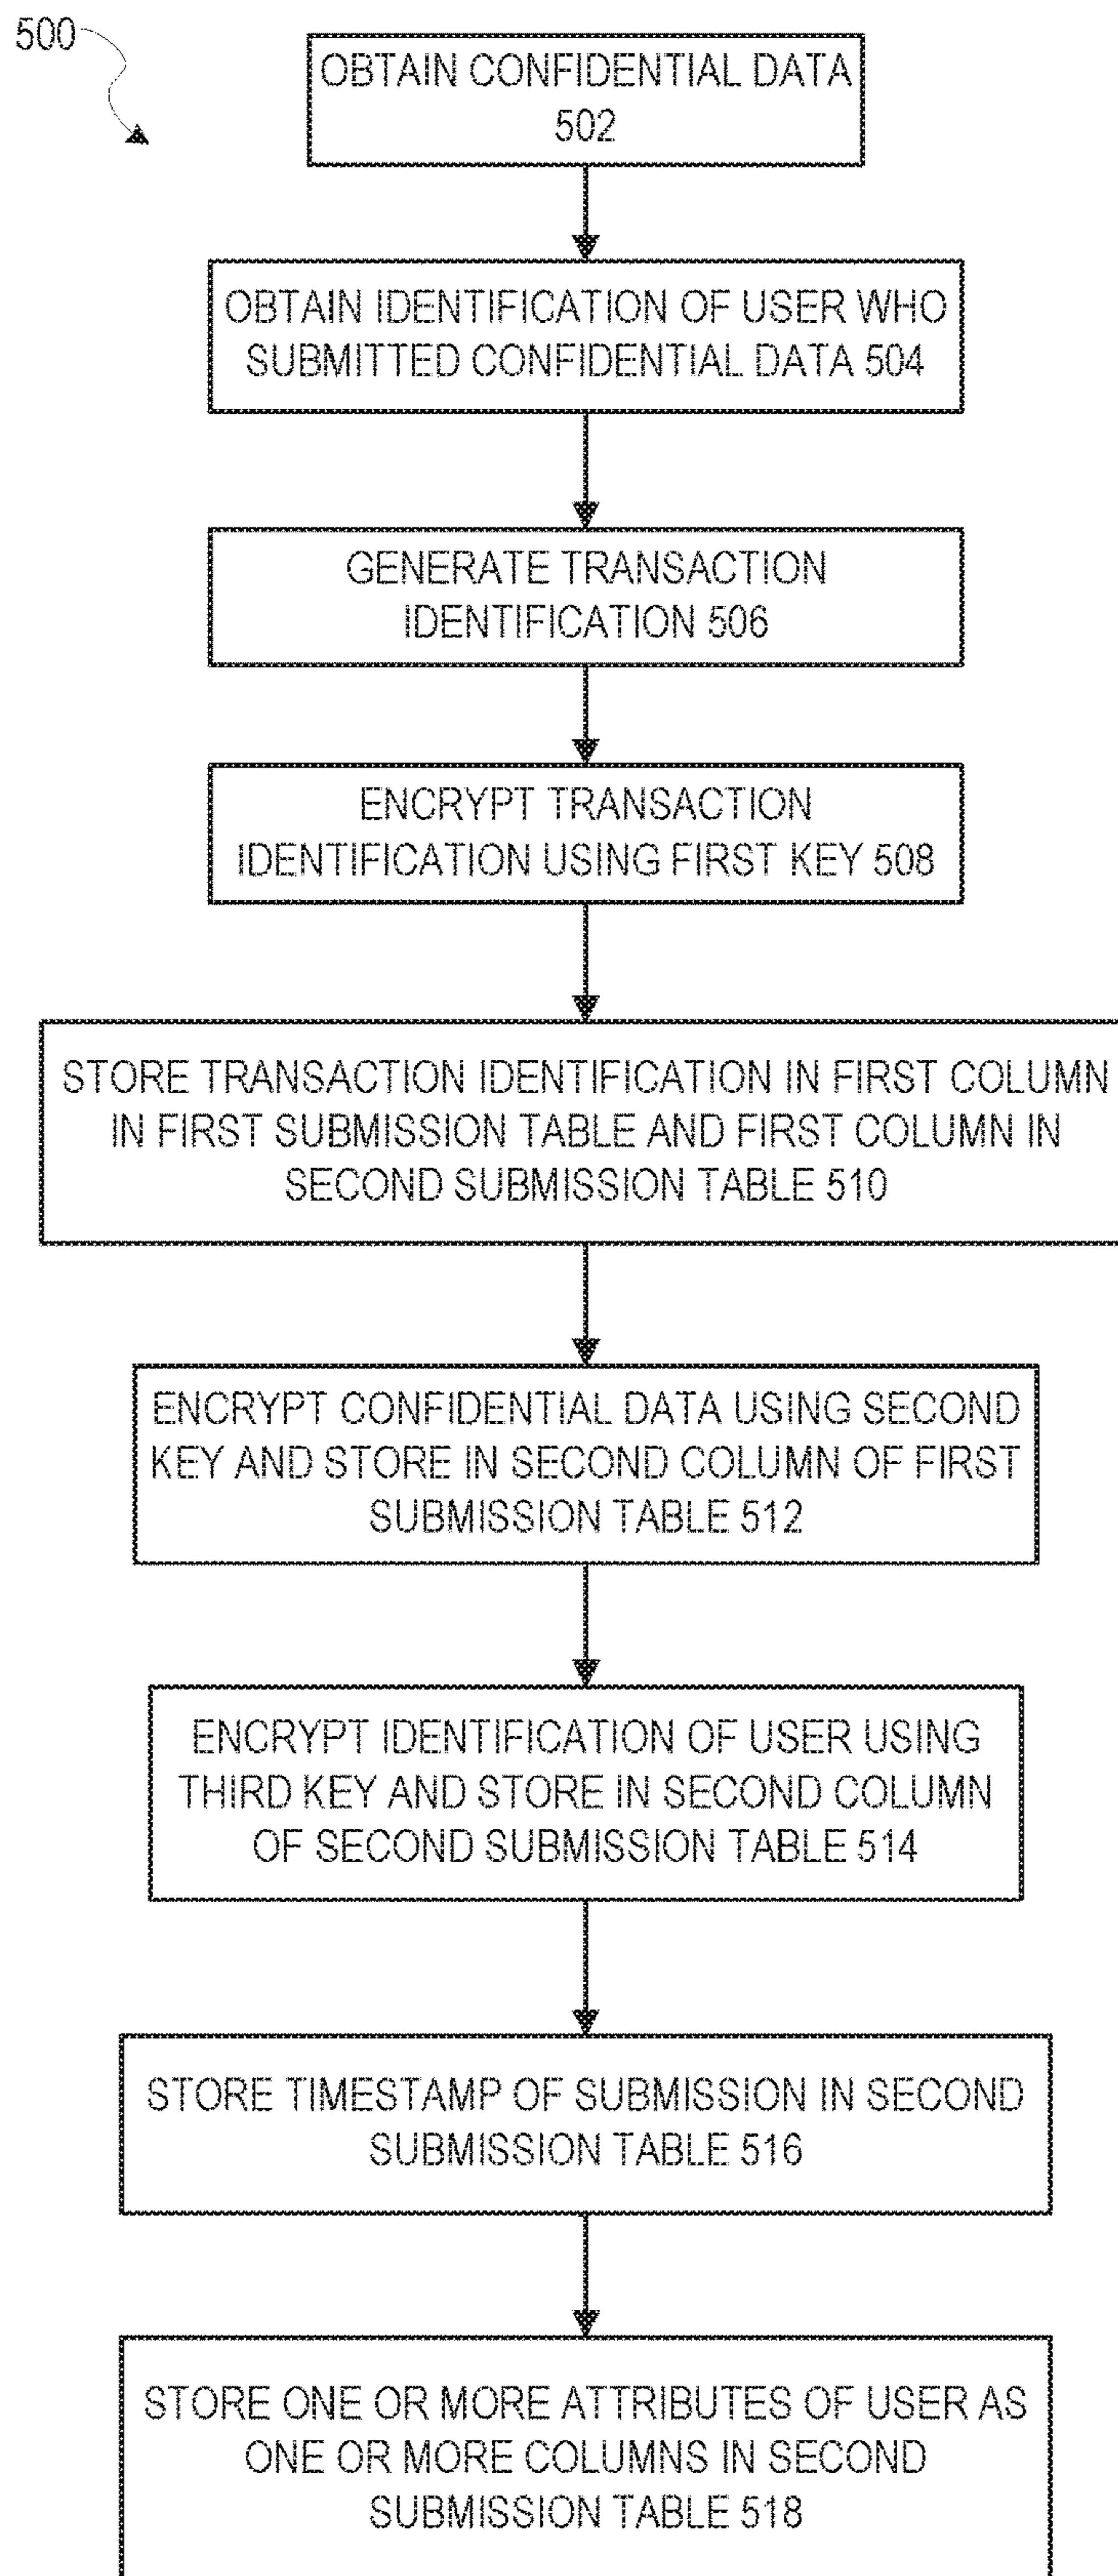 500
OBTAIN CONFIDENTIAL DATA
502
OBTAIN IDENTIFICATION OF USER WHO
SUBMITTED CONFIDENTIAL DATA 504
GENERATE TRANSACTION
IDENTIFICATION 506
ENCRYPT TRANSACTION
IDENTIFICATION USING FIRST KEY 508
STORE TRANSACTION IDENTIFICATION IN FIRST COLUMN
IN FIRST SUBMISSION TABLE AND FIRST COLUMN IN
SECOND SUBMISSION TABLE 510
ENCRYPT CONFIDENTIAL DATA USING SECOND
KEY AND STORE IN SECOND COLUMN OF FIRST
SUBMISSION TABLE 512
ENCRYPT IDENTIFICATION OF USER USING
THIRD KEY AND STORE IN SECOND COLUMN
OF SECOND SUBMISSION TABLE 514
STORE TIMESTAMP OF SUBMISSION IN SECOND
SUBMISSION TABLE 516
STORE ONE OR MORE ATTRIBUTES OF USER AS
ONE OR MORE COLUMNS IN SECOND
SUBMISSION TABLE 518